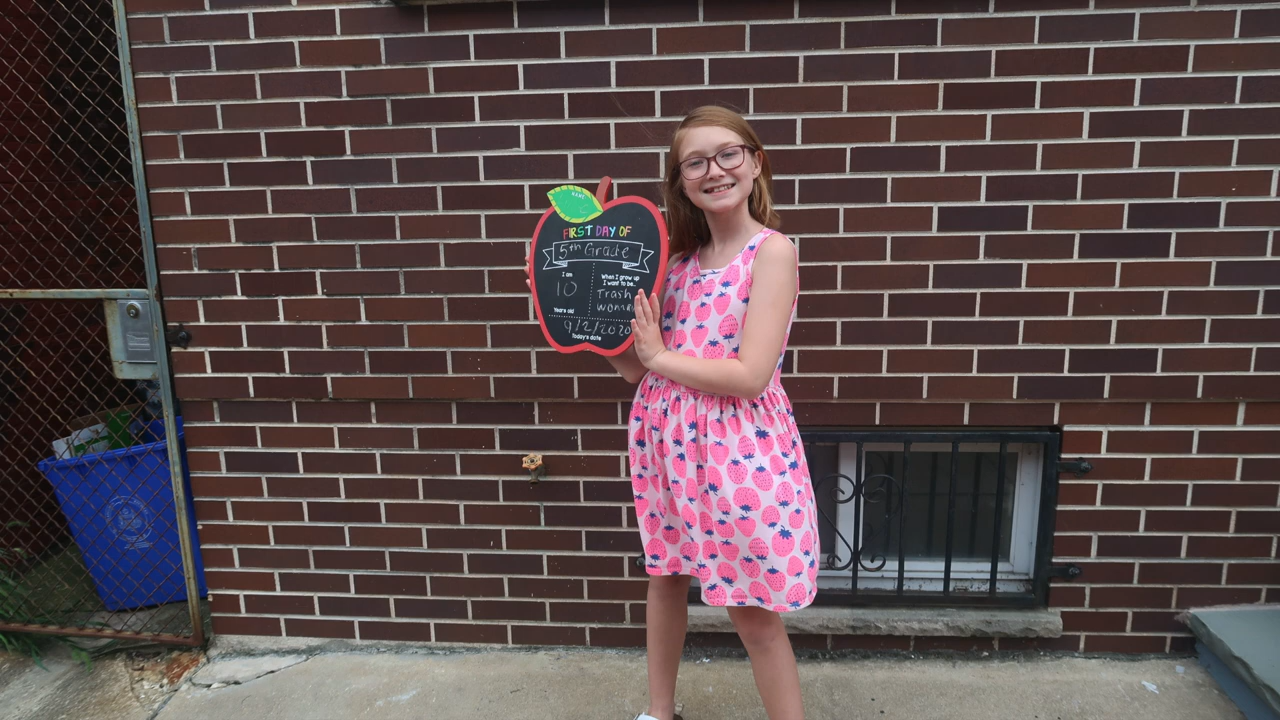 NAME
FIRST DAY OF
5th Grade
I am
10
Years old
When I grow up
I want to be...
Trash
woman
9/2/2020
Today's date